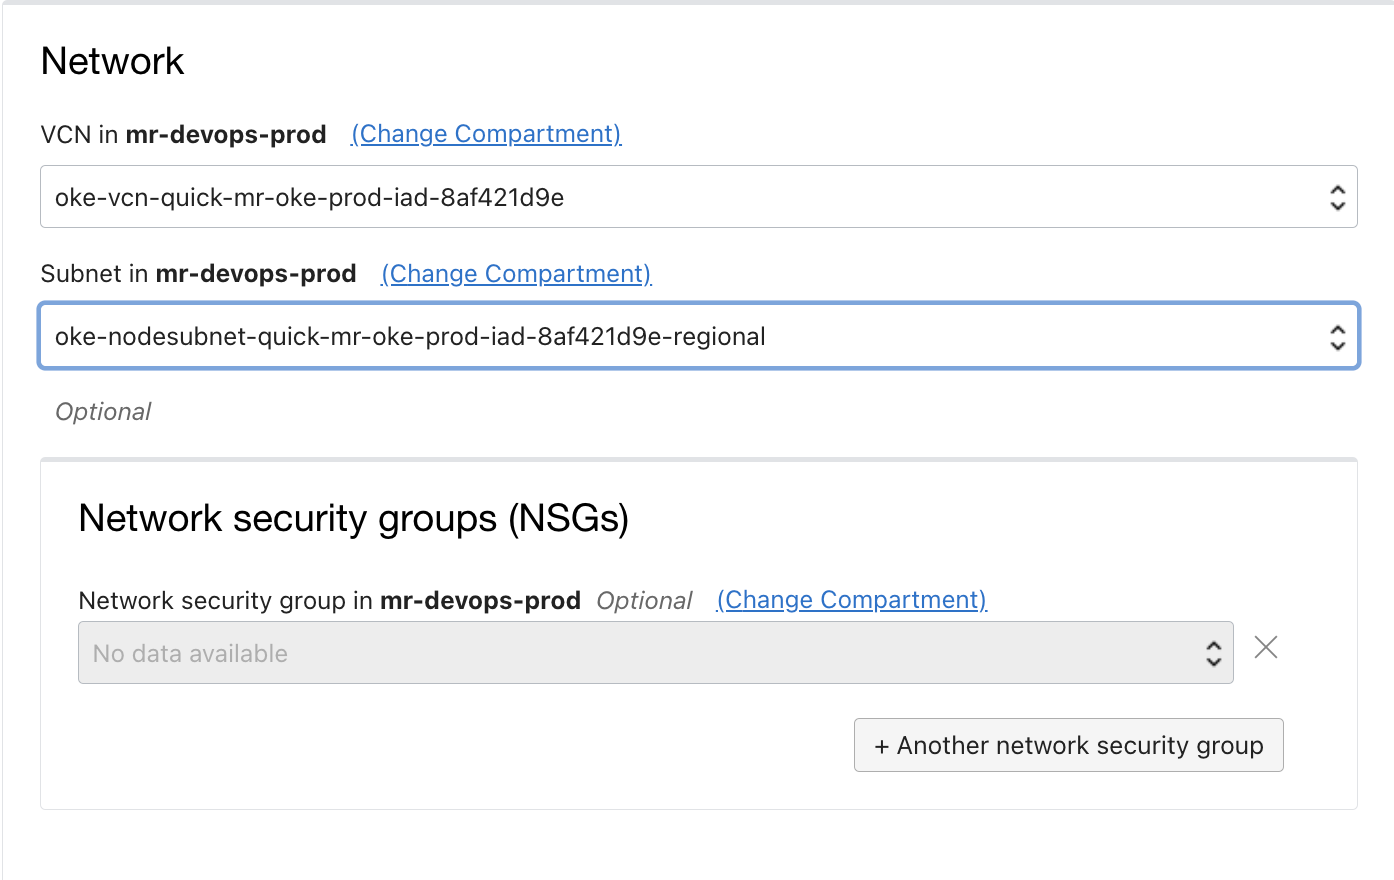 Network
VCN in mr-devops-prod (Change Compartment)
oke-vcn-quick-mr-oke-prod-iad-8af421d9e
Subnet in mr-devops-prod (Change Compartment)
oke-nodesubnet-quick-mr-oke-prod-iad-8af421d9e-regional
Optional
Network security groups (NSGs)
Network security group in mr-devops-prod Optional (Change Compartment)
No data available
+ Another network security group